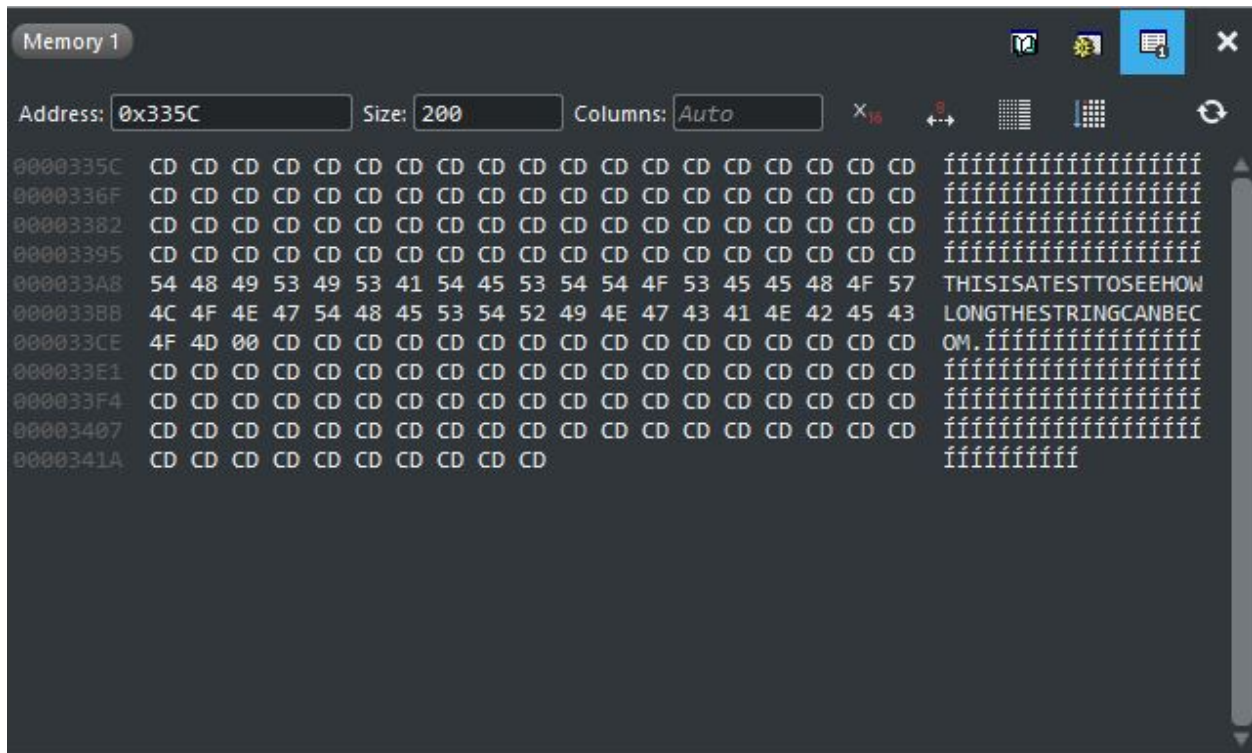 Memory 1
Address: 0x335C Size: 200 Columns: Auto X16 8
0000335C CD CD CD CD CD CD CD CD CD CD CD CD CD CD CD CD CD CD CD ÍÍÍÍÍÍÍÍÍÍÍÍÍÍÍÍÍÍÍ
0000336F CD CD CD CD CD CD CD CD CD CD CD CD CD CD CD CD CD CD CD ÍÍÍÍÍÍÍÍÍÍÍÍÍÍÍÍÍÍÍ
00003382 CD CD CD CD CD CD CD CD CD CD CD CD CD CD CD CD CD CD CD ÍÍÍÍÍÍÍÍÍÍÍÍÍÍÍÍÍÍÍ
00003395 CD CD CD CD CD CD CD CD CD CD CD CD CD CD CD CD CD CD CD ÍÍÍÍÍÍÍÍÍÍÍÍÍÍÍÍÍÍÍ
000033A8 54 48 49 53 49 53 41 54 45 53 54 54 4F 53 45 45 48 4F 57 THISISATESTTOSEEHOW
000033BB 4C 4F 4E 47 54 48 45 53 54 52 49 4E 47 43 41 4E 42 45 43 LONGTHESTRINGCANBEC
000033CE 4F 4D 00 CD CD CD CD CD CD CD CD CD CD CD CD CD CD CD CD OM.ÍÍÍÍÍÍÍÍÍÍÍÍÍÍÍÍ
000033E1 CD CD CD CD CD CD CD CD CD CD CD CD CD CD CD CD CD CD CD ÍÍÍÍÍÍÍÍÍÍÍÍÍÍÍÍÍÍÍ
000033F4 CD CD CD CD CD CD CD CD CD CD CD CD CD CD CD CD CD CD CD ÍÍÍÍÍÍÍÍÍÍÍÍÍÍÍÍÍÍÍ
00003407 CD CD CD CD CD CD CD CD CD CD CD CD CD CD CD CD CD CD CD ÍÍÍÍÍÍÍÍÍÍÍÍÍÍÍÍÍÍÍ
0000341A CD CD CD CD CD CD CD CD CD CD ÍÍÍÍÍÍÍÍÍÍ